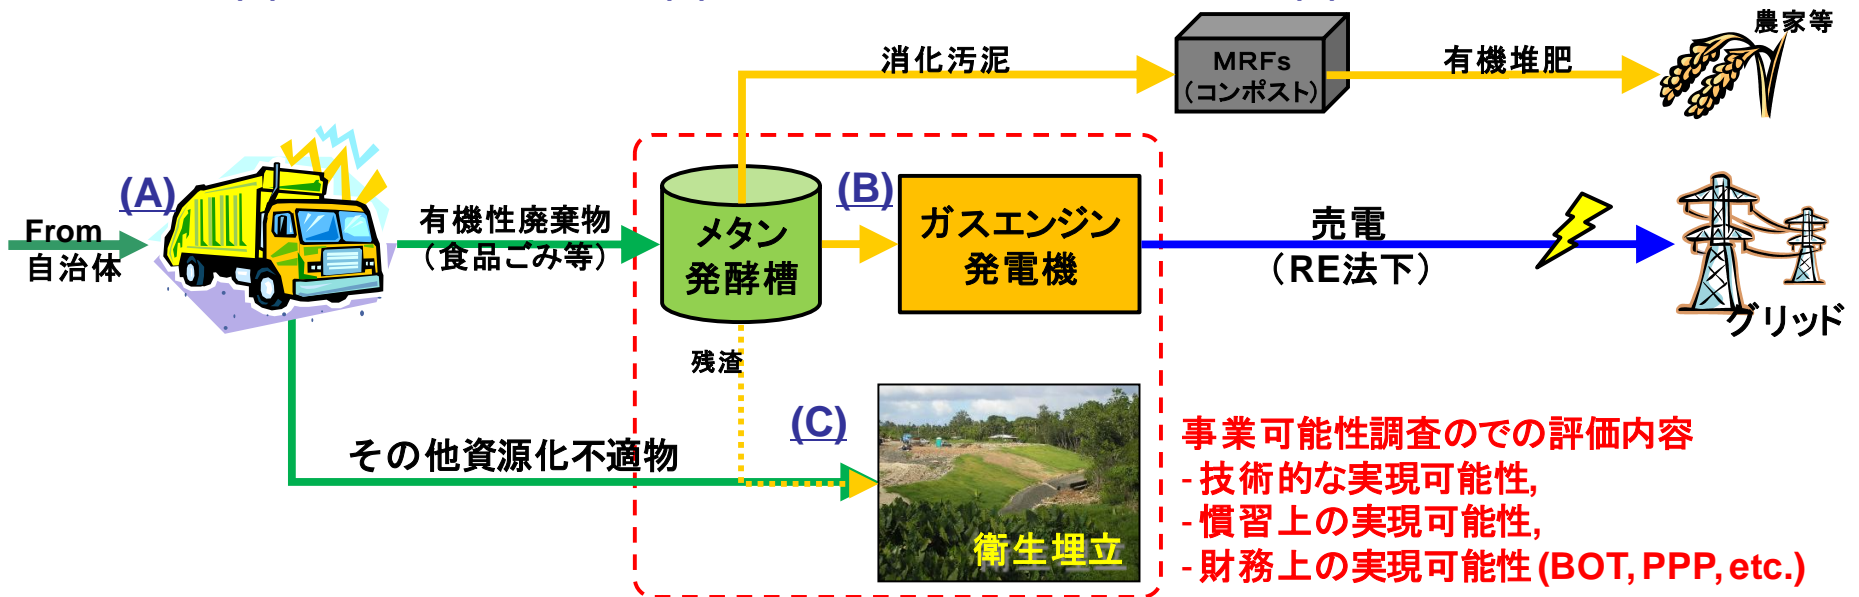 農家等
消化汚泥
MRFs
(コンポスト)
有機堆肥
(A)
From
自治体
有機性廃棄物
(食品ごみ等)
メタン
発酵槽
(B)
ガスエンジン
発電機
売電
(RE法下)
グリッド
残渣
(C)
その他資源化不適物
衛生埋立
事業可能性調査のでの評価内容
- 技術的な実現可能性,
- 慣習上の実現可能性,
- 財務上の実現可能性 (BOT, PPP, etc.)